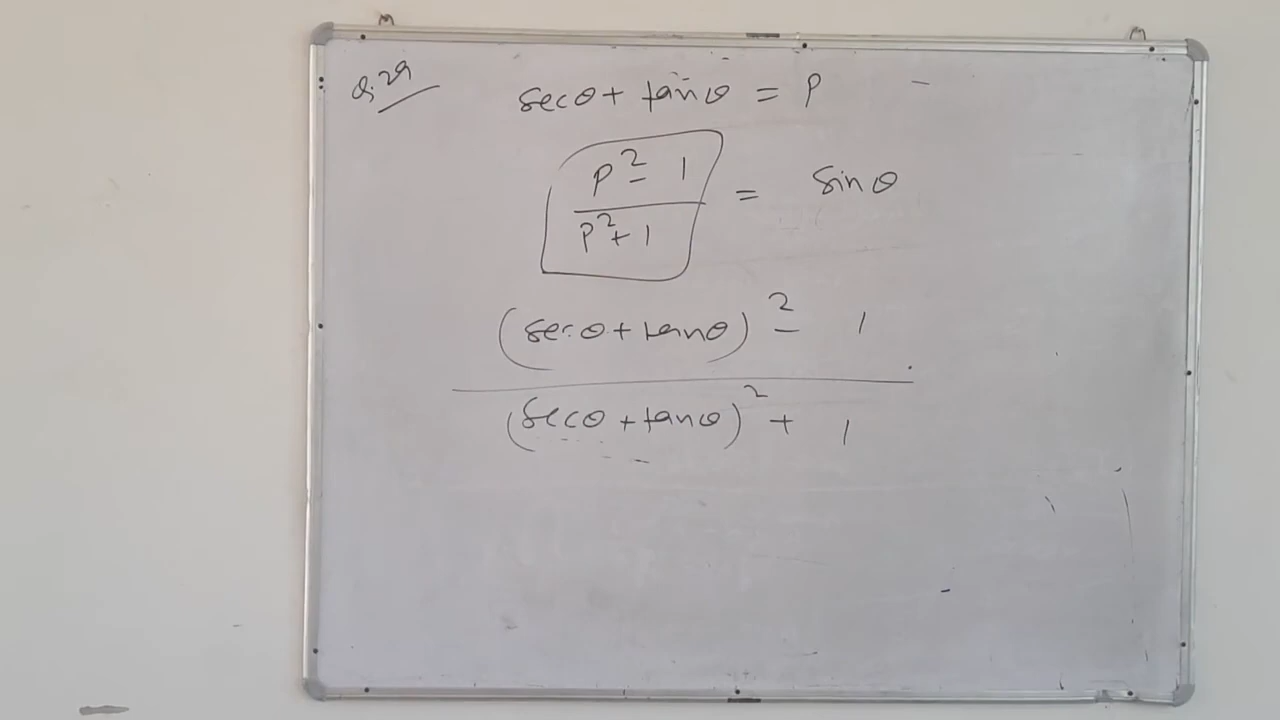 Q.29
secθ + tanθ = P
P² - 1 / P² + 1 = sinθ
(secθ + tanθ)² - 1
(secθ + tanθ)² + 1